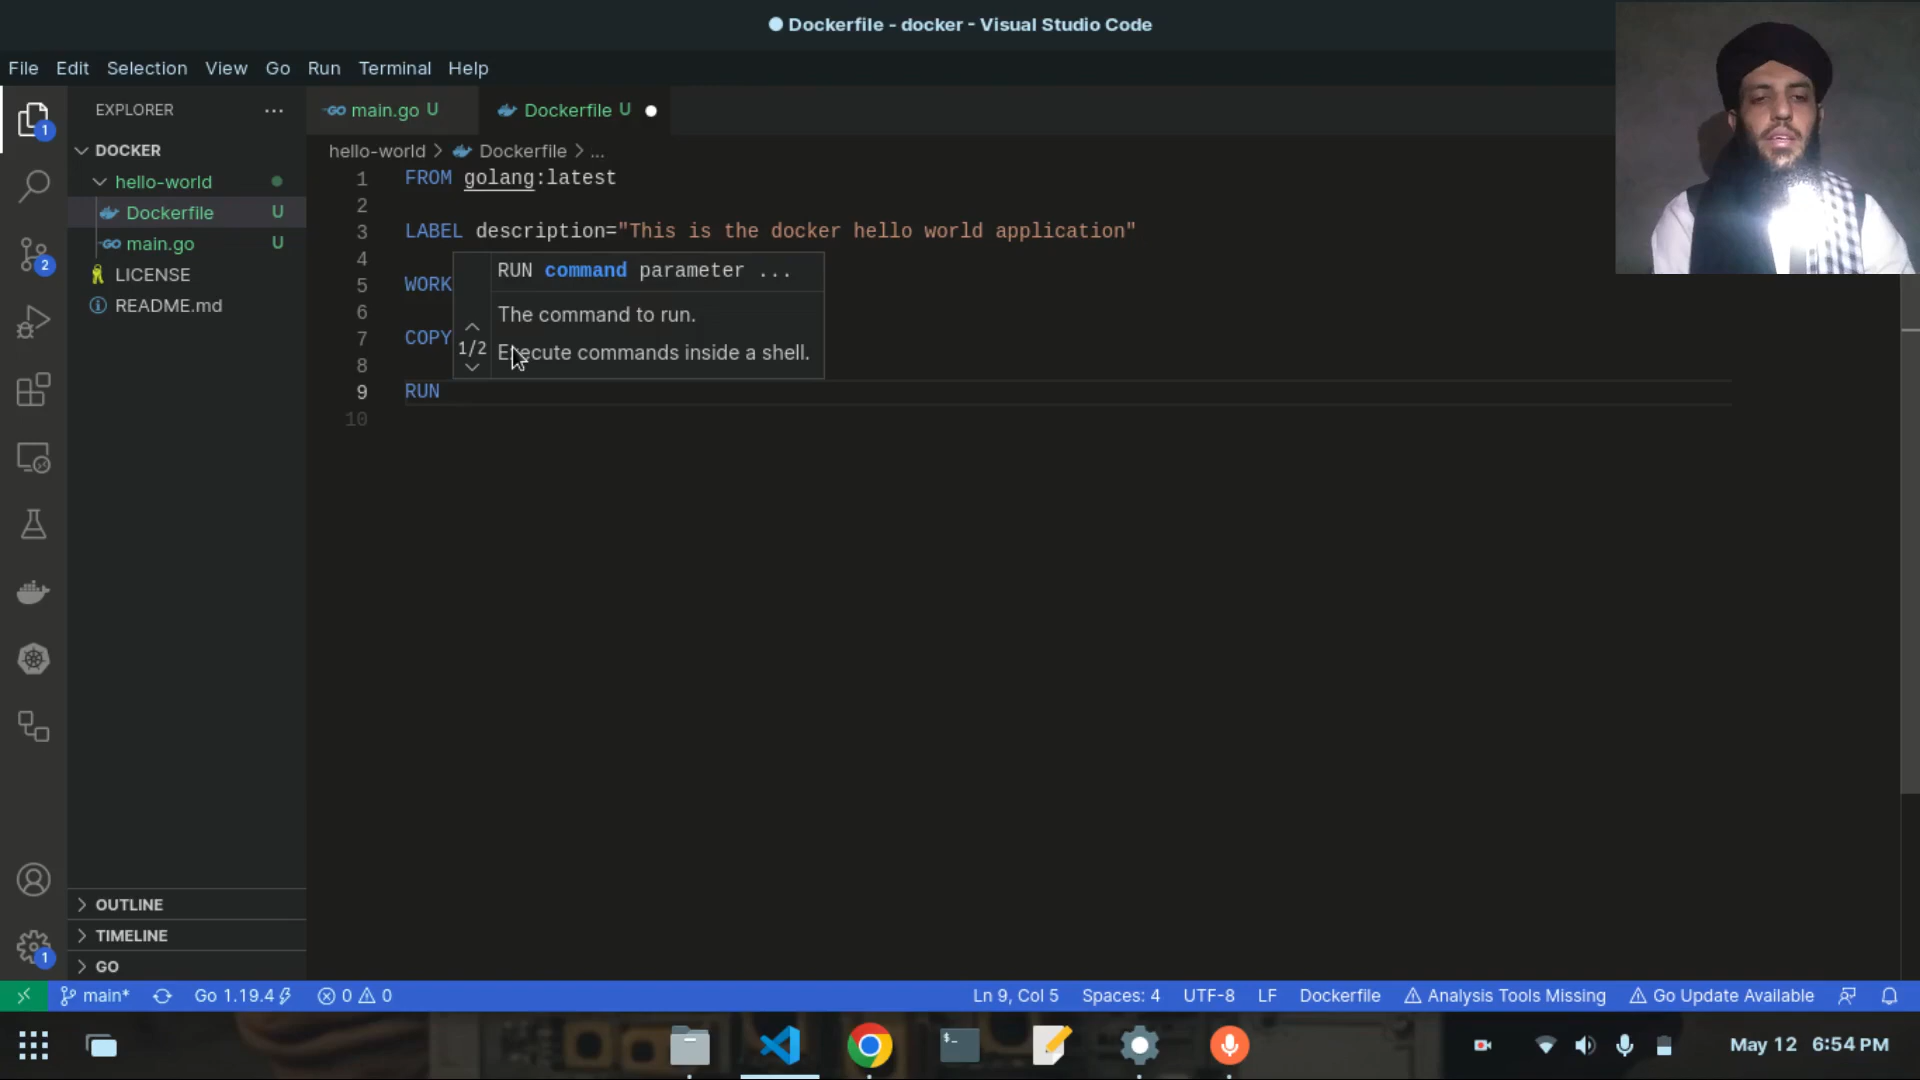 Dockerfile - docker - Visual Studio Code
File Edit Selection View Go Run Terminal Help
EXPLORER ...
main.go U
Dockerfile U
1
DOCKER
hello-world > Dockerfile > ...
hello-world
Dockerfile U
main.go U
LICENSE
README.md
2
1 FROM golang:latest
2
3 LABEL description="This is the docker hello world application"
4
5 WORK
6
7 COPY
8
9 RUN
10
RUN command parameter ...
The command to run.
1/2
Execute commands inside a shell.
OUTLINE
TIMELINE
GO
1
main* Go 1.19.4 0 0 Ln 9, Col 5 Spaces: 4 UTF-8 LF Dockerfile Analysis Tools Missing Go Update Available
$_
May 12 6:54 PM